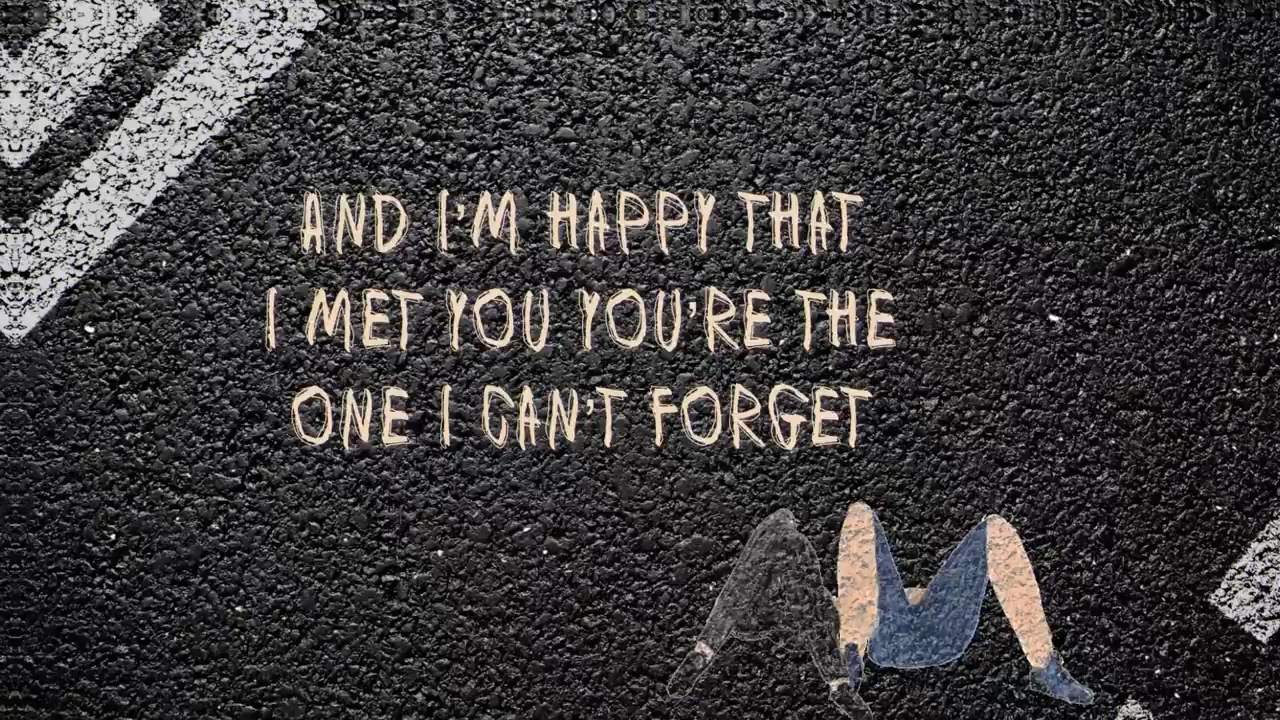 AND I'M HAPPY THAT
I MET YOU YOU'RE THE
ONE I CAN'T FORGET